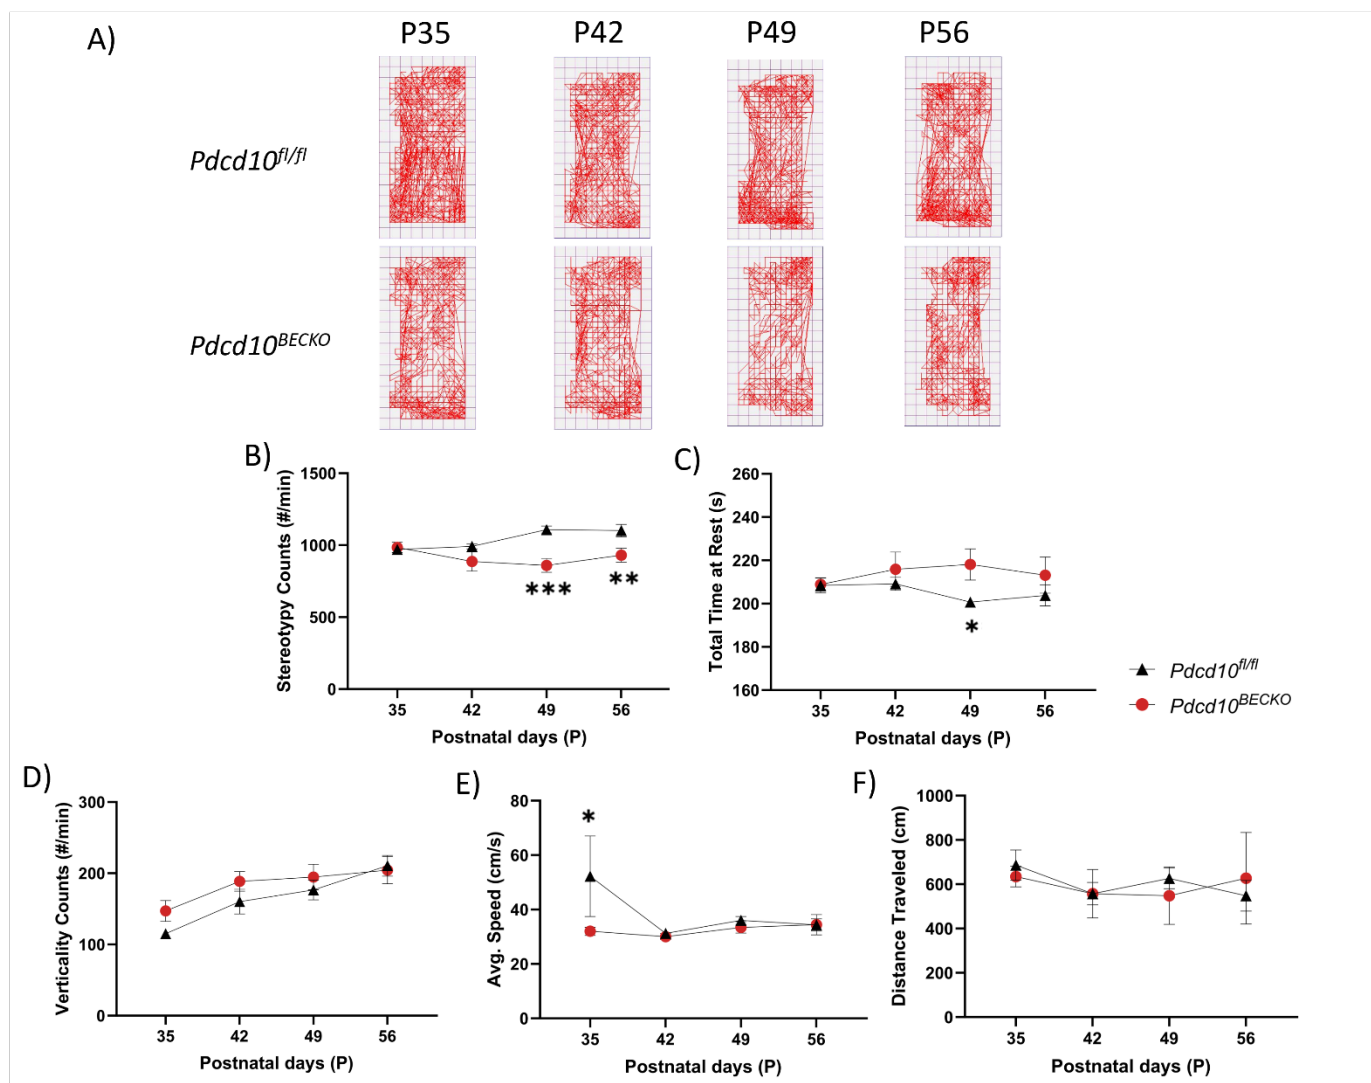 A)
P35 P42 P49 P56
Pdcd10fl/fl
Pdcd10BECKO
B)
Stereotypy Counts (#/min)
1500
1000
500
0
*** **
35 42 49 56
Postnatal days (P)
C)
Total Time at Rest (s)
260
240
220
200
180
160
*
35 42 49 56
Postnatal days (P)
Pdcd10fl/fl
Pdcd10BECKO
D)
Verticality Counts (#/min)
300
200
100
0
35 42 49 56
Postnatal days (P)
E)
Avg. Speed (cm/s)
80
60
40
20
0
*
35 42 49 56
Postnatal days (P)
F)
Distance Traveled (cm)
1000
800
600
400
200
0
35 42 49 56
Postnatal days (P)